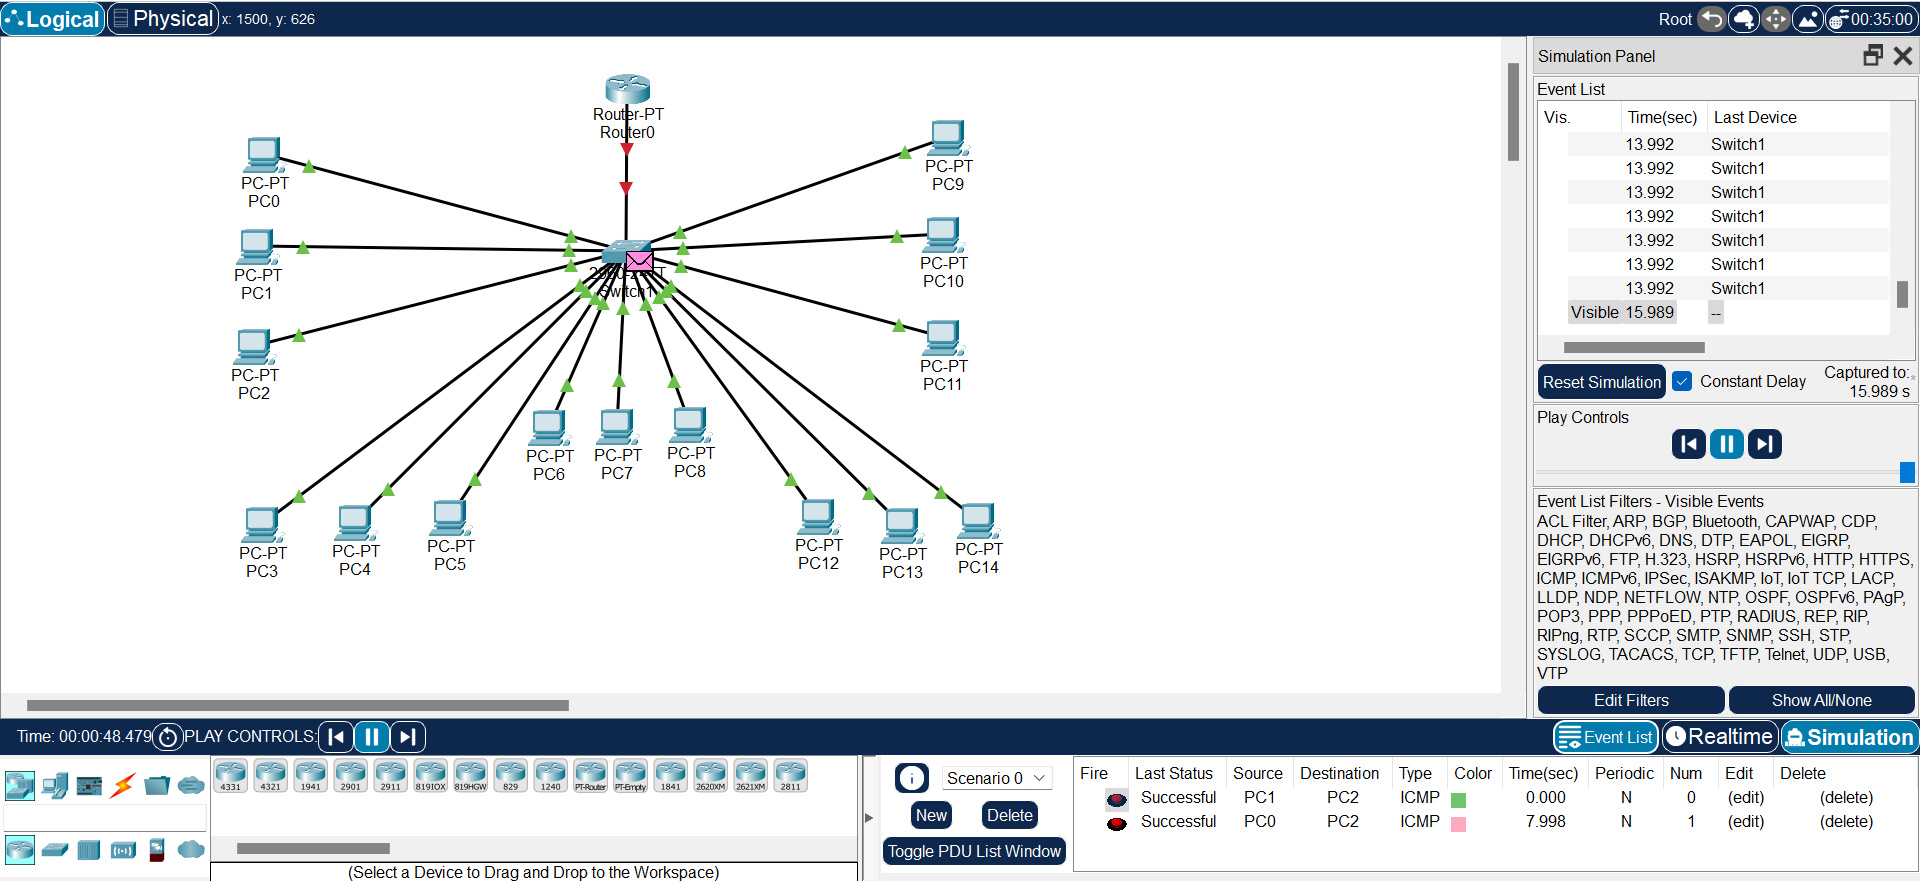 Logical Physical x: 1500, y: 626 Root 00:35:00
Simulation Panel
Event List
Vis. Time(sec) Last Device
13.992 Switch1
13.992 Switch1
13.992 Switch1
13.992 Switch1
13.992 Switch1
13.992 Switch1
13.992 Switch1
Visible 15.989 --
Reset Simulation Constant Delay Captured to:
15.989 s
Play Controls
Event List Filters - Visible Events
ACL Filter, ARP, BGP, Bluetooth, CAPWAP, CDP,
DHCP, DHCPv6, DNS, DTP, EAPOL, EIGRP,
EIGRPv6, FTP, H.323, HSRP, HSRPv6, HTTP, HTTPS,
ICMP, ICMPv6, IPSec, ISAKMP, IoT, IoT TCP, LACP,
LLDP, NDP, NETFLOW, NTP, OSPF, OSPFv6, PAgP,
POP3, PPP, PPPoED, PTP, RADIUS, REP, RIP,
RIPng, RTP, SCCP, SMTP, SNMP, SSH, STP,
SYSLOG, TACACS, TCP, TFTP, Telnet, UDP, USB,
VTP
Edit Filters Show All/None
Router-PT
Router0
PC-PT
PC0
PC-PT
PC9
PC-PT
PC1
PC-PT
PC10
Switch1
PC-PT
PC2
PC-PT
PC11
PC-PT
PC6
PC-PT
PC7
PC-PT
PC8
PC-PT
PC3
PC-PT
PC4
PC-PT
PC5
PC-PT
PC12
PC-PT
PC13
PC-PT
PC14
Time: 00:00:48.479 PLAY CONTROLS: Event List Realtime Simulation
4331 4321 1941 2901 2911 819IOX 819HGW 829 1240 PT-Router PT-Empty 1841 2620XM 2621XM 2811
(Select a Device to Drag and Drop to the Workspace)
Scenario 0
New Delete
Toggle PDU List Window
Fire Last Status Source Destination Type Color Time(sec) Periodic Num Edit Delete
Successful PC1 PC2 ICMP 0.000 N 0 (edit) (delete)
Successful PC0 PC2 ICMP 7.998 N 1 (edit) (delete)